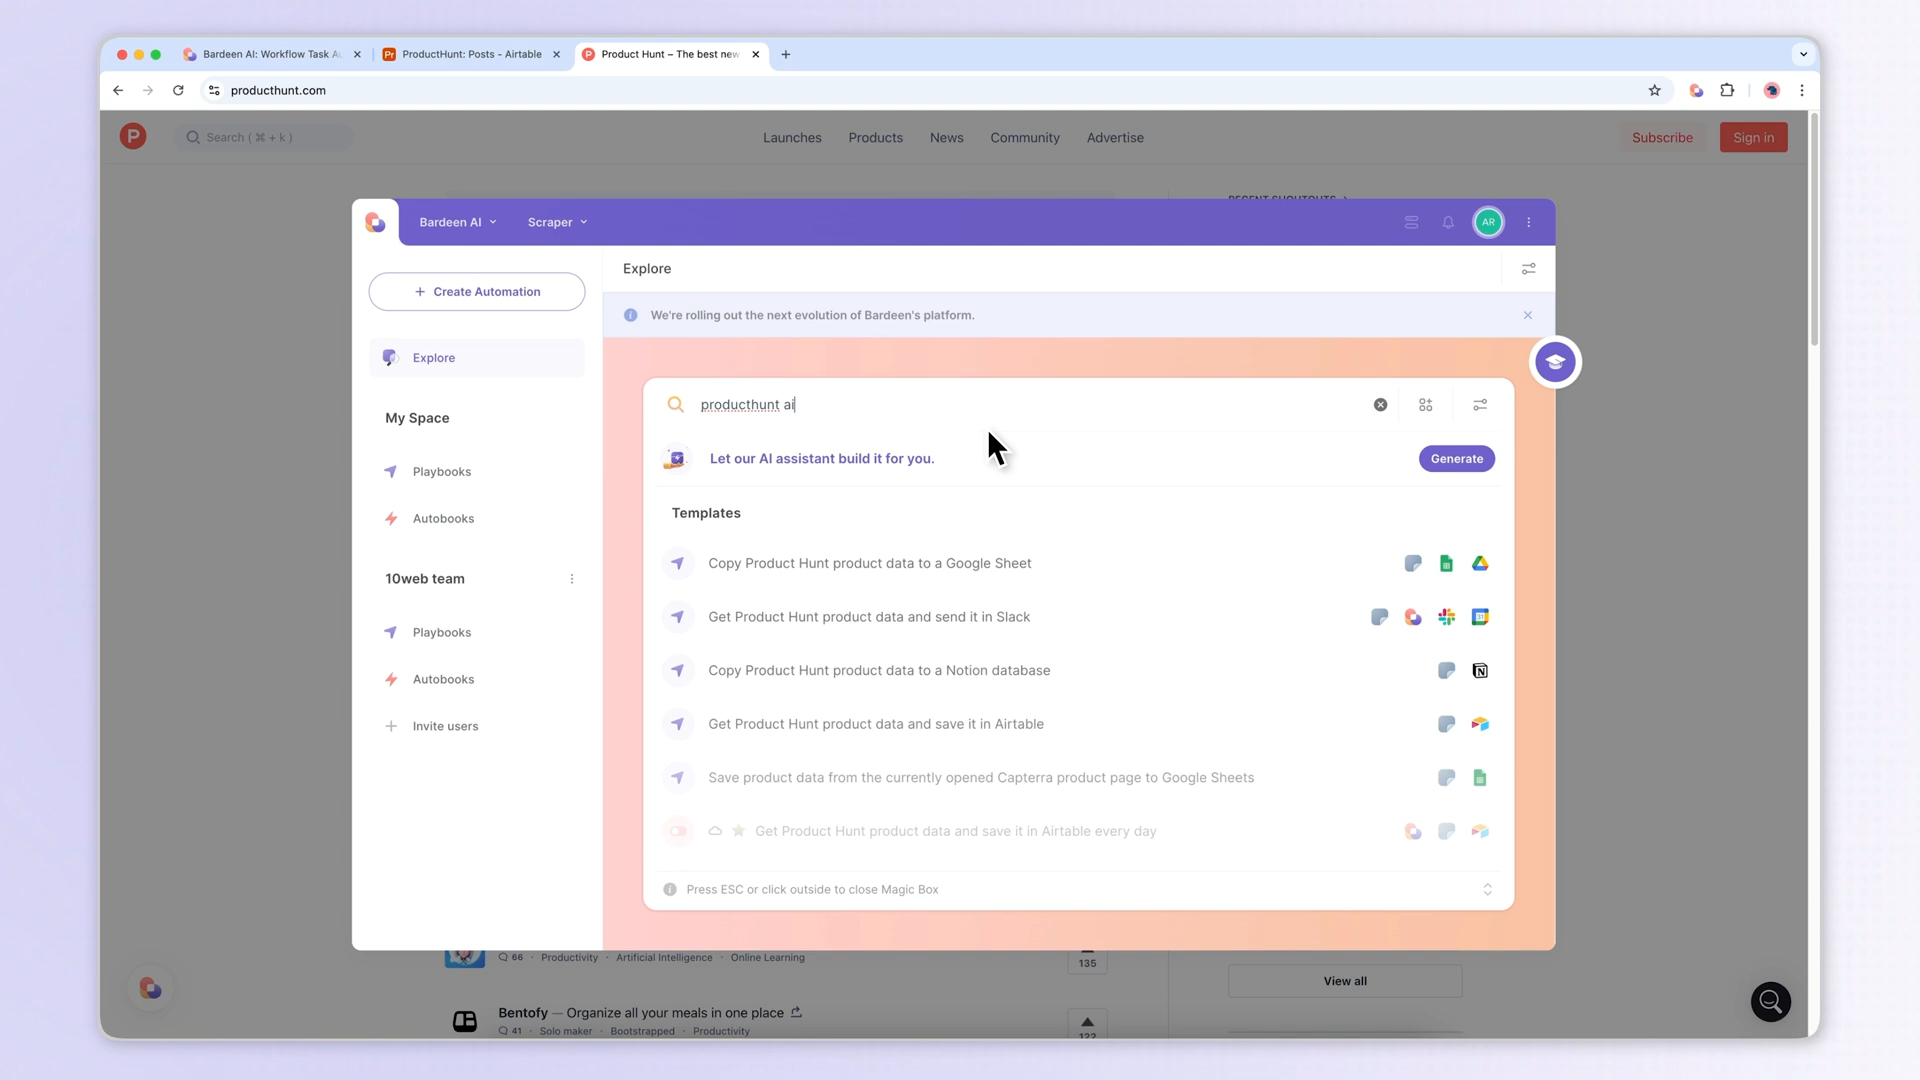 Bardeen AI: Workflow Task A
ProductHunt: Posts - Airtable
Product Hunt – The best new
producthunt.com
Search ( ⌘ + k )
Launches
Products
News
Community
Advertise
Subscribe
Sign in
RECENT SHOUTOUTS
Bardeen AI
Scraper
AR
Create Automation
Explore
My Space
Playbooks
Autobooks
10web team
Playbooks
Autobooks
Invite users
Explore
We're rolling out the next evolution of Bardeen's platform.
producthunt ai
Let our AI assistant build it for you.
Generate
Templates
Copy Product Hunt product data to a Google Sheet
Get Product Hunt product data and send it in Slack
31
Copy Product Hunt product data to a Notion database
Get Product Hunt product data and save it in Airtable
Save product data from the currently opened Capterra product page to Google Sheets
Get Product Hunt product data and save it in Airtable every day
Press ESC or click outside to close Magic Box
66 · Productivity · Artificial Intelligence · Online Learning
135
View all
Bentofy — Organize all your meals in one place
41 · Solo maker · Bootstrapped · Productivity
122